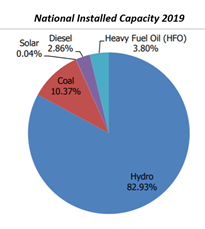 National Installed Capacity 2019
Solar
0.04%
Diesel
2.86%
Heavy Fuel Oil (HFO)
3.80%
Coal
10.37%
Hydro
82.93%